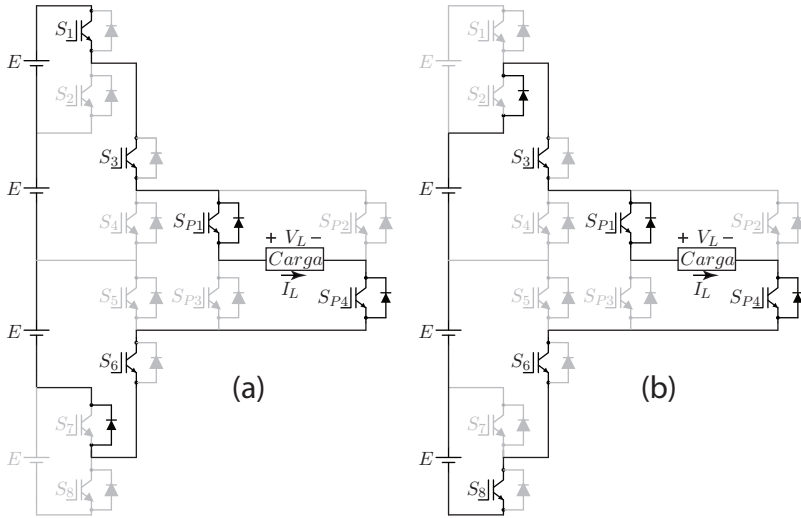 S1
E
S2
S3
E
S4
SP1
SP2
+ VL −
Carga
IL
S5
SP3
SP4
E
S6
(a)
S7
E
S8
S1
E
S2
S3
E
S4
SP1
SP2
+ VL −
Carga
IL
S5
SP3
SP4
E
S6
(b)
S7
E
S8